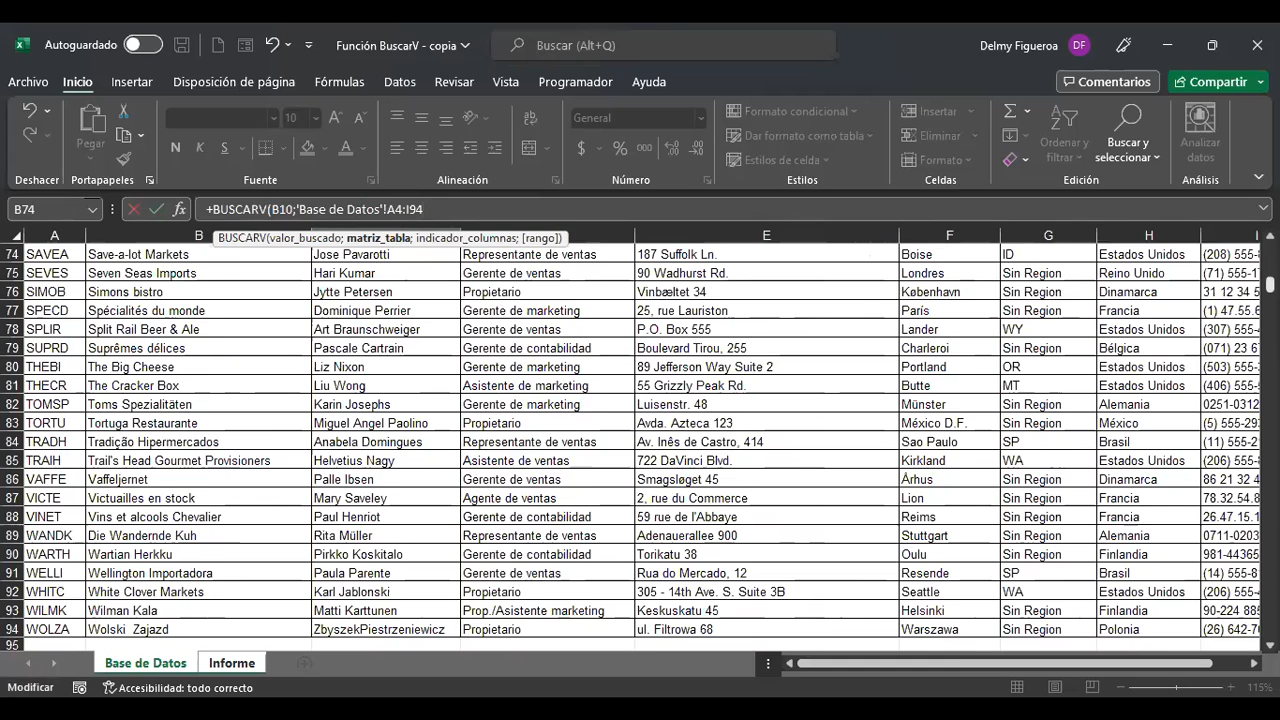 Autoguardado Función BuscarV - copia Buscar (Alt+Q) Delmy Figueroa DF
Archivo Inicio Insertar Disposición de página Fórmulas Datos Revisar Vista Programador Ayuda Comentarios Compartir
10 General Formato condicional Insertar
Pegar Dar formato como tabla Eliminar Ordenar y filtrar Buscar y seleccionar Analizar datos
N K S $ % 000 Estilos de celda Formato
Deshacer Portapapeles Fuente Alineación Número Estilos Celdas Edición Análisis
B74 fx +BUSCARV(B10;'Base de Datos'!A4:I94
BUSCARV(valor_buscado; matriz_tabla; indicador_columnas; [rango])
A B E F G H I
74 SAVEA Save-a-lot Markets Jose Pavarotti Representante de ventas 187 Suffolk Ln. Boise ID Estados Unidos (208) 555-
75 SEVES Seven Seas Imports Hari Kumar Gerente de ventas 90 Wadhurst Rd. Londres Sin Region Reino Unido (71) 555-1
76 SIMOB Simons bistro Jytte Petersen Propietario Vinbæltet 34 København Sin Region Dinamarca 31 12 34 5
77 SPECD Spécialités du monde Dominique Perrier Gerente de marketing 25, rue Lauriston París Sin Region Francia (1) 47.55.6
78 SPLIR Split Rail Beer & Ale Art Braunschweiger Gerente de ventas P.O. Box 555 Lander WY Estados Unidos (307) 555-
79 SUPRD Suprêmes délices Pascale Cartrain Gerente de contabilidad Boulevard Tirou, 255 Charleroi Sin Region Bélgica (071) 23 6
80 THEBI The Big Cheese Liz Nixon Gerente de marketing 89 Jefferson Way Suite 2 Portland OR Estados Unidos (503) 555-
81 THECR The Cracker Box Liu Wong Asistente de marketing 55 Grizzly Peak Rd. Butte MT Estados Unidos (406) 555-
82 TOMSP Toms Spezialitäten Karin Josephs Gerente de marketing Luisenstr. 48 Münster Sin Region Alemania 0251-0312
83 TORTU Tortuga Restaurante Miguel Angel Paolino Propietario Avda. Azteca 123 México D.F. Sin Region México (5) 555-29
84 TRADH Tradição Hipermercados Anabela Domingues Representante de ventas Av. Inês de Castro, 414 Sao Paulo SP Brasil (11) 555-2
85 TRAIH Trail's Head Gourmet Provisioners Helvetius Nagy Asistente de ventas 722 DaVinci Blvd. Kirkland WA Estados Unidos (206) 555-
86 VAFFE Vaffeljernet Palle Ibsen Gerente de ventas Smagsløget 45 Århus Sin Region Dinamarca 86 21 32 4
87 VICTE Victuailles en stock Mary Saveley Agente de ventas 2, rue du Commerce Lion Sin Region Francia 78.32.54.8
88 VINET Vins et alcools Chevalier Paul Henriot Gerente de contabilidad 59 rue de l'Abbaye Reims Sin Region Francia 26.47.15.1
89 WANDK Die Wandernde Kuh Rita Müller Representante de ventas Adenauerallee 900 Stuttgart Sin Region Alemania 0711-0203
90 WARTH Wartian Herkku Pirkko Koskitalo Gerente de contabilidad Torikatu 38 Oulu Sin Region Finlandia 981-44365
91 WELLI Wellington Importadora Paula Parente Gerente de ventas Rua do Mercado, 12 Resende SP Brasil (14) 555-8
92 WHITC White Clover Markets Karl Jablonski Propietario 305 - 14th Ave. S. Suite 3B Seattle WA Estados Unidos (206) 555-
93 WILMK Wilman Kala Matti Karttunen Prop./Asistente marketing Keskuskatu 45 Helsinki Sin Region Finlandia 90-224 88
94 WOLZA Wolski Zajazd ZbyszekPiestrzeniewicz Propietario ul. Filtrowa 68 Warszawa Sin Region Polonia (26) 642-7
95
Base de Datos Informe
Modificar Accesibilidad: todo correcto 115%